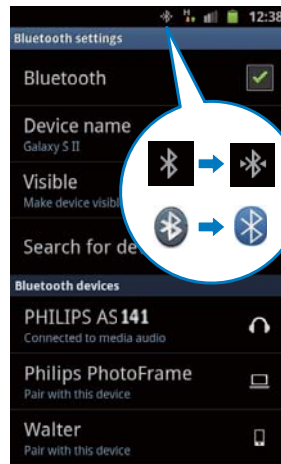 H 12:38
Bluetooth settings
Bluetooth
Device name
Galaxy S II
Visible
Make device visibl
Search for de
Bluetooth devices
PHILIPS AS141
Connected to media audio
Philips PhotoFrame
Pair with this device
Walter
Pair with this device